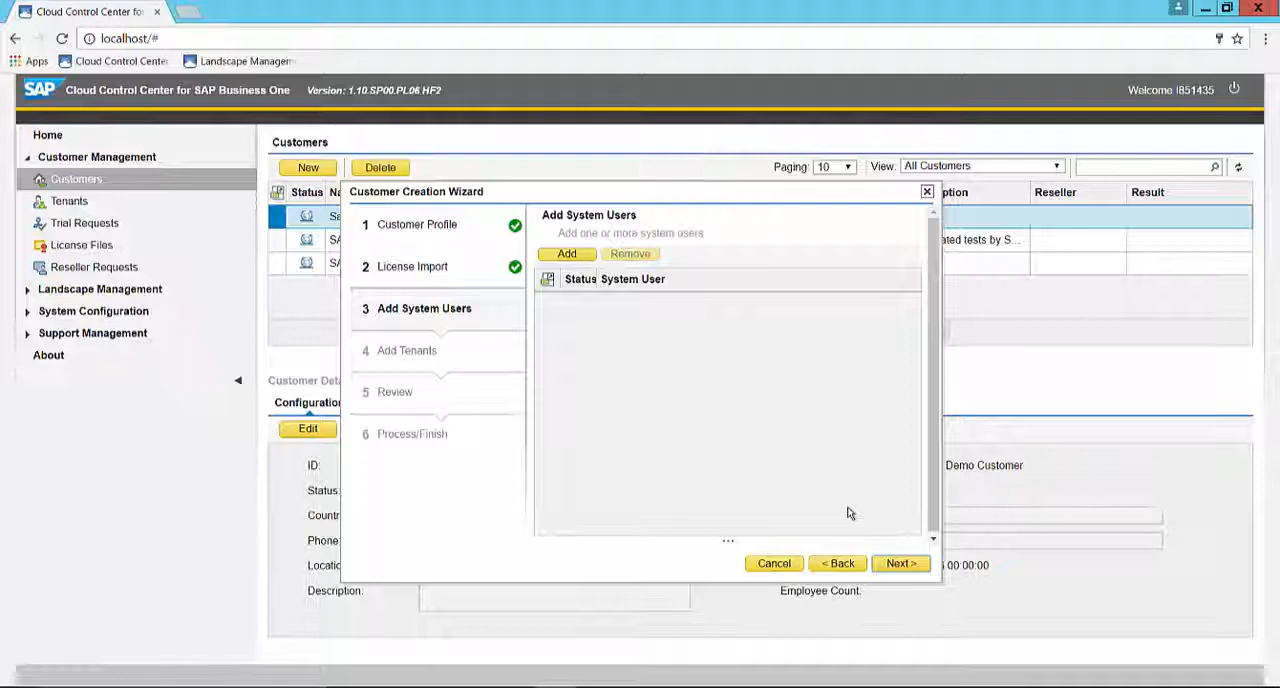 Cloud Control Center fo
localhost/#
Apps Cloud Control Cente Landscape Managem
SAP Cloud Control Center for SAP Business One Version: 1.10.SP00.PL06 HF2 Welcome I851435
Home
Customer Management
Customers
Tenants
Trial Requests
License Files
Reseller Requests
Landscape Management
System Configuration
Support Management
About
Customers
New Delete Paging: 10 View: All Customers
Status Na ption Reseller Result
Sa
SA ated tests by S...
SA
Customer Creation Wizard
1 Customer Profile
2 License Import
3 Add System Users
4 Add Tenants
5 Review
6 Process/Finish
Add System Users
Add one or more system users
Add Remove
Status System User
...
Cancel < Back Next >
Customer Deta
Configuration
Edit
ID: Demo Customer
Status:
Countr
Phone
Locatio 00:00:00
Description: Employee Count: